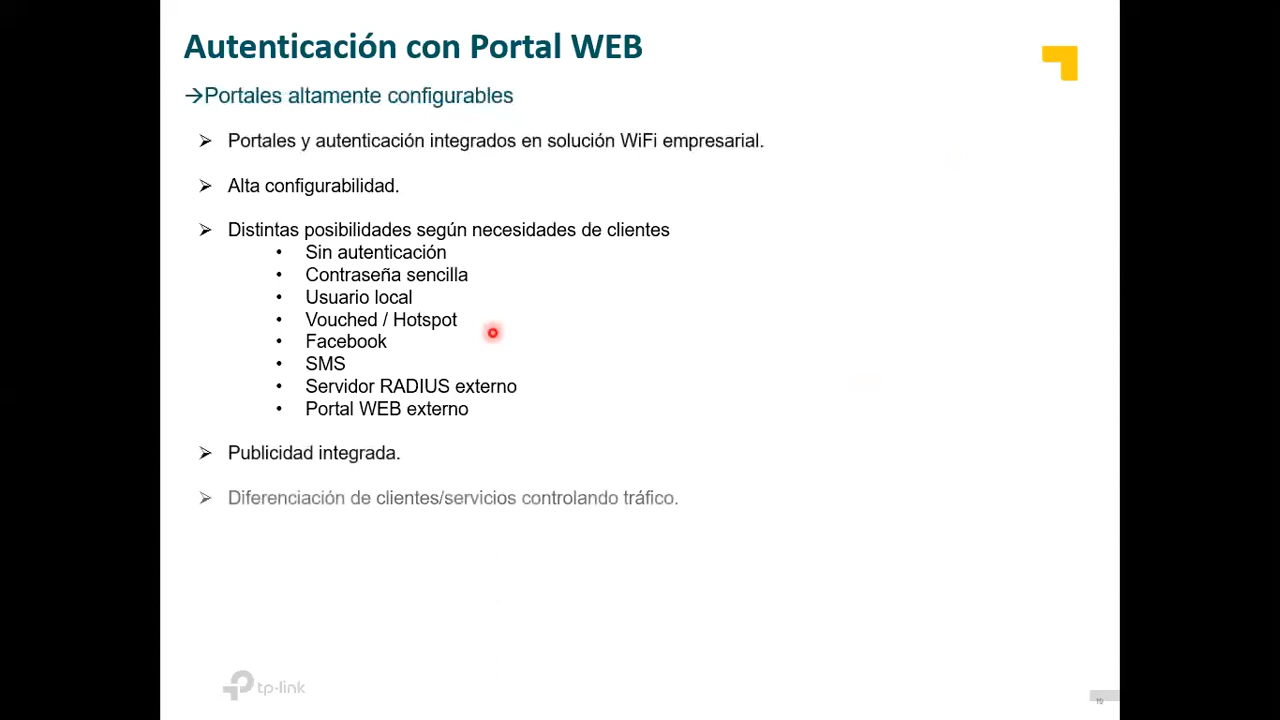 Autenticación con Portal WEB
→Portales altamente configurables
➢ Portales y autenticación integrados en solución WiFi empresarial.
➢ Alta configurabilidad.
➢ Distintas posibilidades según necesidades de clientes
• Sin autenticación
• Contraseña sencilla
• Usuario local
• Vouched / Hotspot
• Facebook
• SMS
• Servidor RADIUS externo
• Portal WEB externo
➢ Publicidad integrada.
➢ Diferenciación de clientes/servicios controlando tráfico.
tp-link